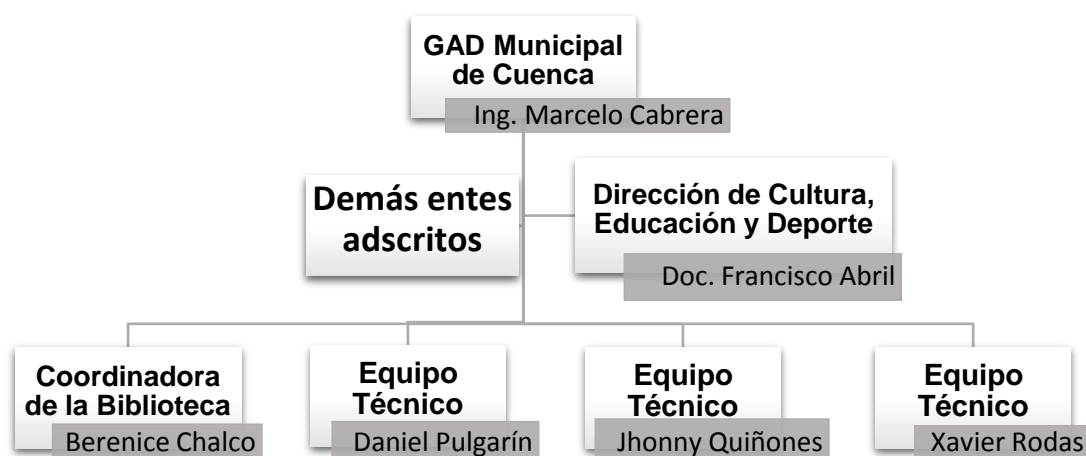 GAD Municipal
de Cuenca
Ing. Marcelo Cabrera
Demás entes
adscritos
Dirección de Cultura,
Educación y Deporte
Doc. Francisco Abril
Coordinadora
de la Biblioteca
Berenice Chalco
Equipo
Técnico
Daniel Pulgarín
Equipo
Técnico
Jhonny Quiñones
Equipo
Técnico
Xavier Rodas